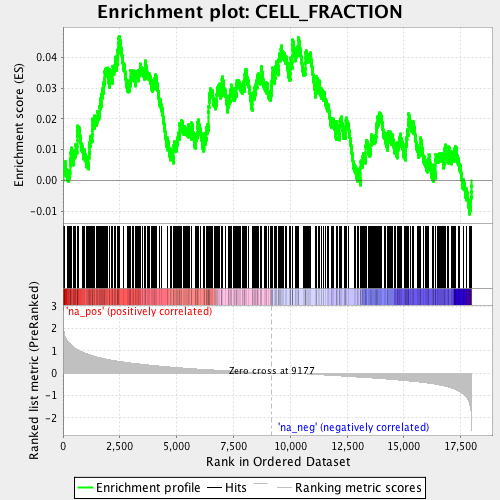 Enrichment plot: CELL_FRACTION
Enrichment score (ES)
0.04
0.03
0.02
0.01
0.00
-0.01
'na_pos' (positively correlated)
Ranked list metric (PreRanked)
3
2
1
0
-1
-2
Zero cross at 9177
'na_neg' (negatively correlated)
0
2,500
5,000
7,500
10,000
12,500
15,000
17,500
Rank in Ordered Dataset
Enrichment profile
Hits
Ranking metric scores